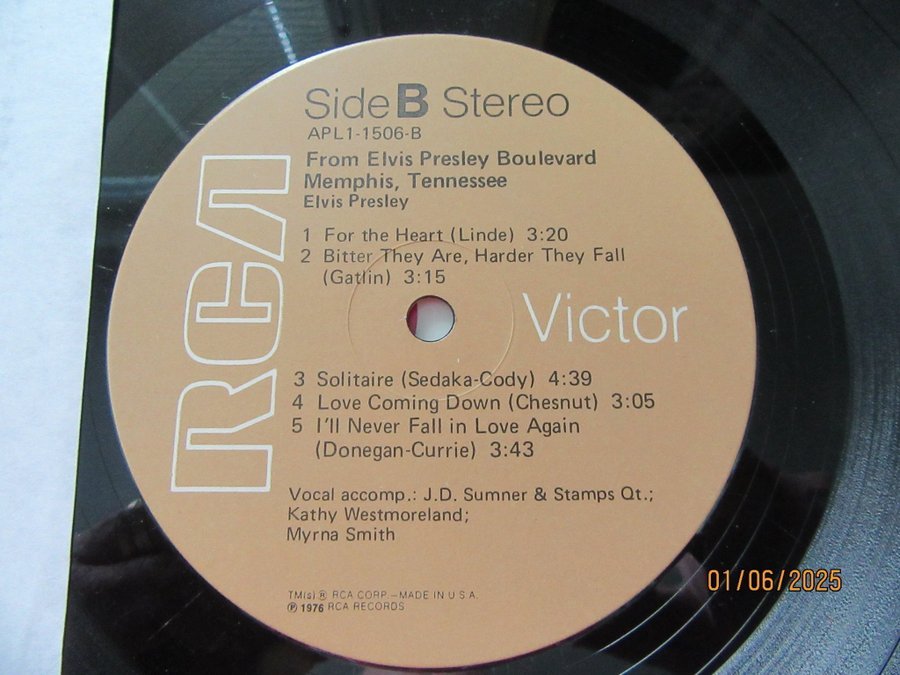 Side B Stereo
APL1-1506-B
From Elvis Presley Boulevard
Memphis, Tennessee
Elvis Presley
1 For the Heart (Linde) 3:20
2 Bitter They Are, Harder They Fall
(Gatlin) 3:15
RCA
Victor
3 Solitaire (Sedaka-Cody) 4:39
4 Love Coming Down (Chesnut) 3:05
5 I'll Never Fall in Love Again
(Donegan-Currie) 3:43
Vocal accomp.: J.D. Sumner & Stamps Qt.;
Kathy Westmoreland;
Myrna Smith
TM(s) ® RCA CORP.—MADE IN U.S.A.
℗ 1976 RCA RECORDS
01/06/2025